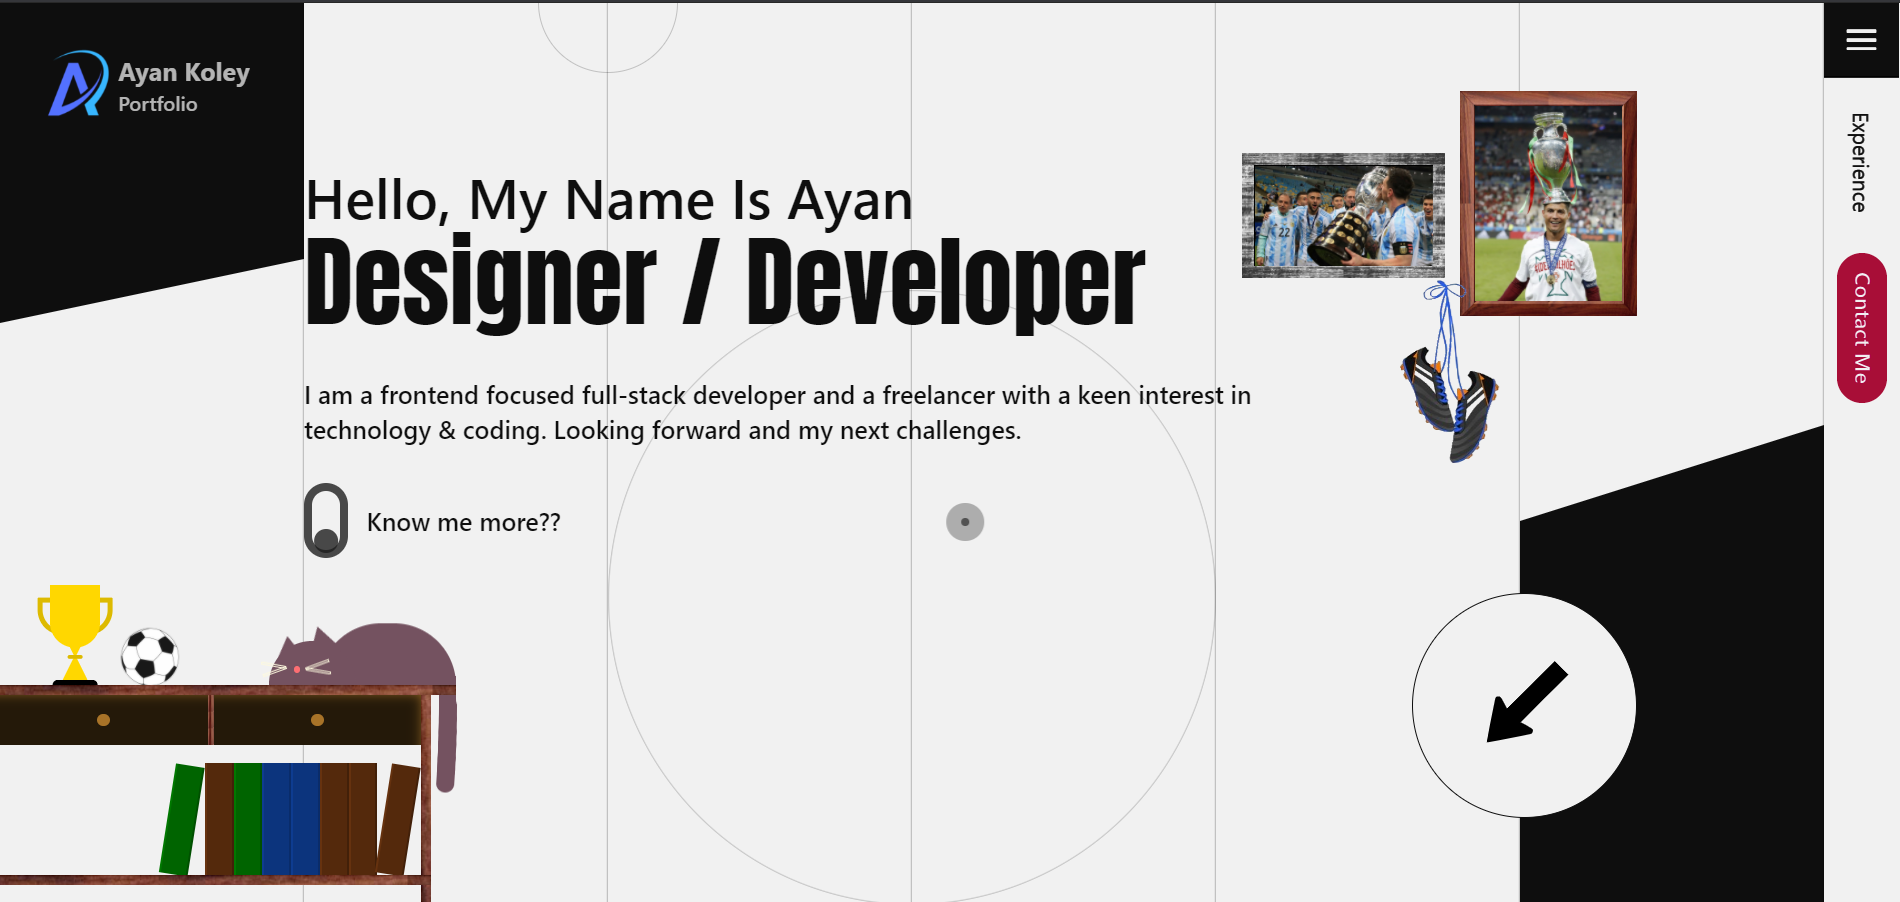 Ayan Koley
Portfolio
Hello, My Name Is Ayan
Designer / Developer
I am a frontend focused full-stack developer and a freelancer with a keen interest in
technology & coding. Looking forward and my next challenges.
Know me more??
22
Experience
Contact Me